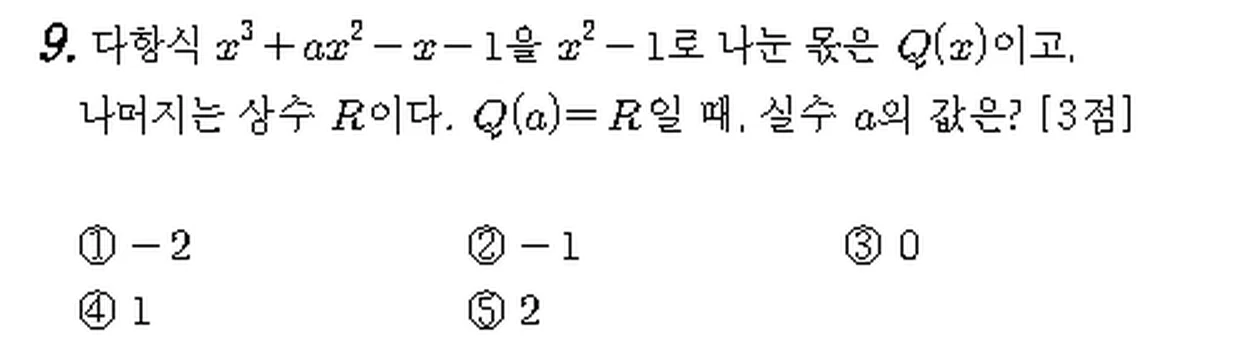 9. 다항식 x³+ax²-x-1을 x²-1로 나눈 몫은 Q(x)이고,
나머지는 상수 R이다. Q(a)=R일 때, 실수 a의 값은? [3점]
① -2 ② -1 ③ 0
④ 1 ⑤ 2